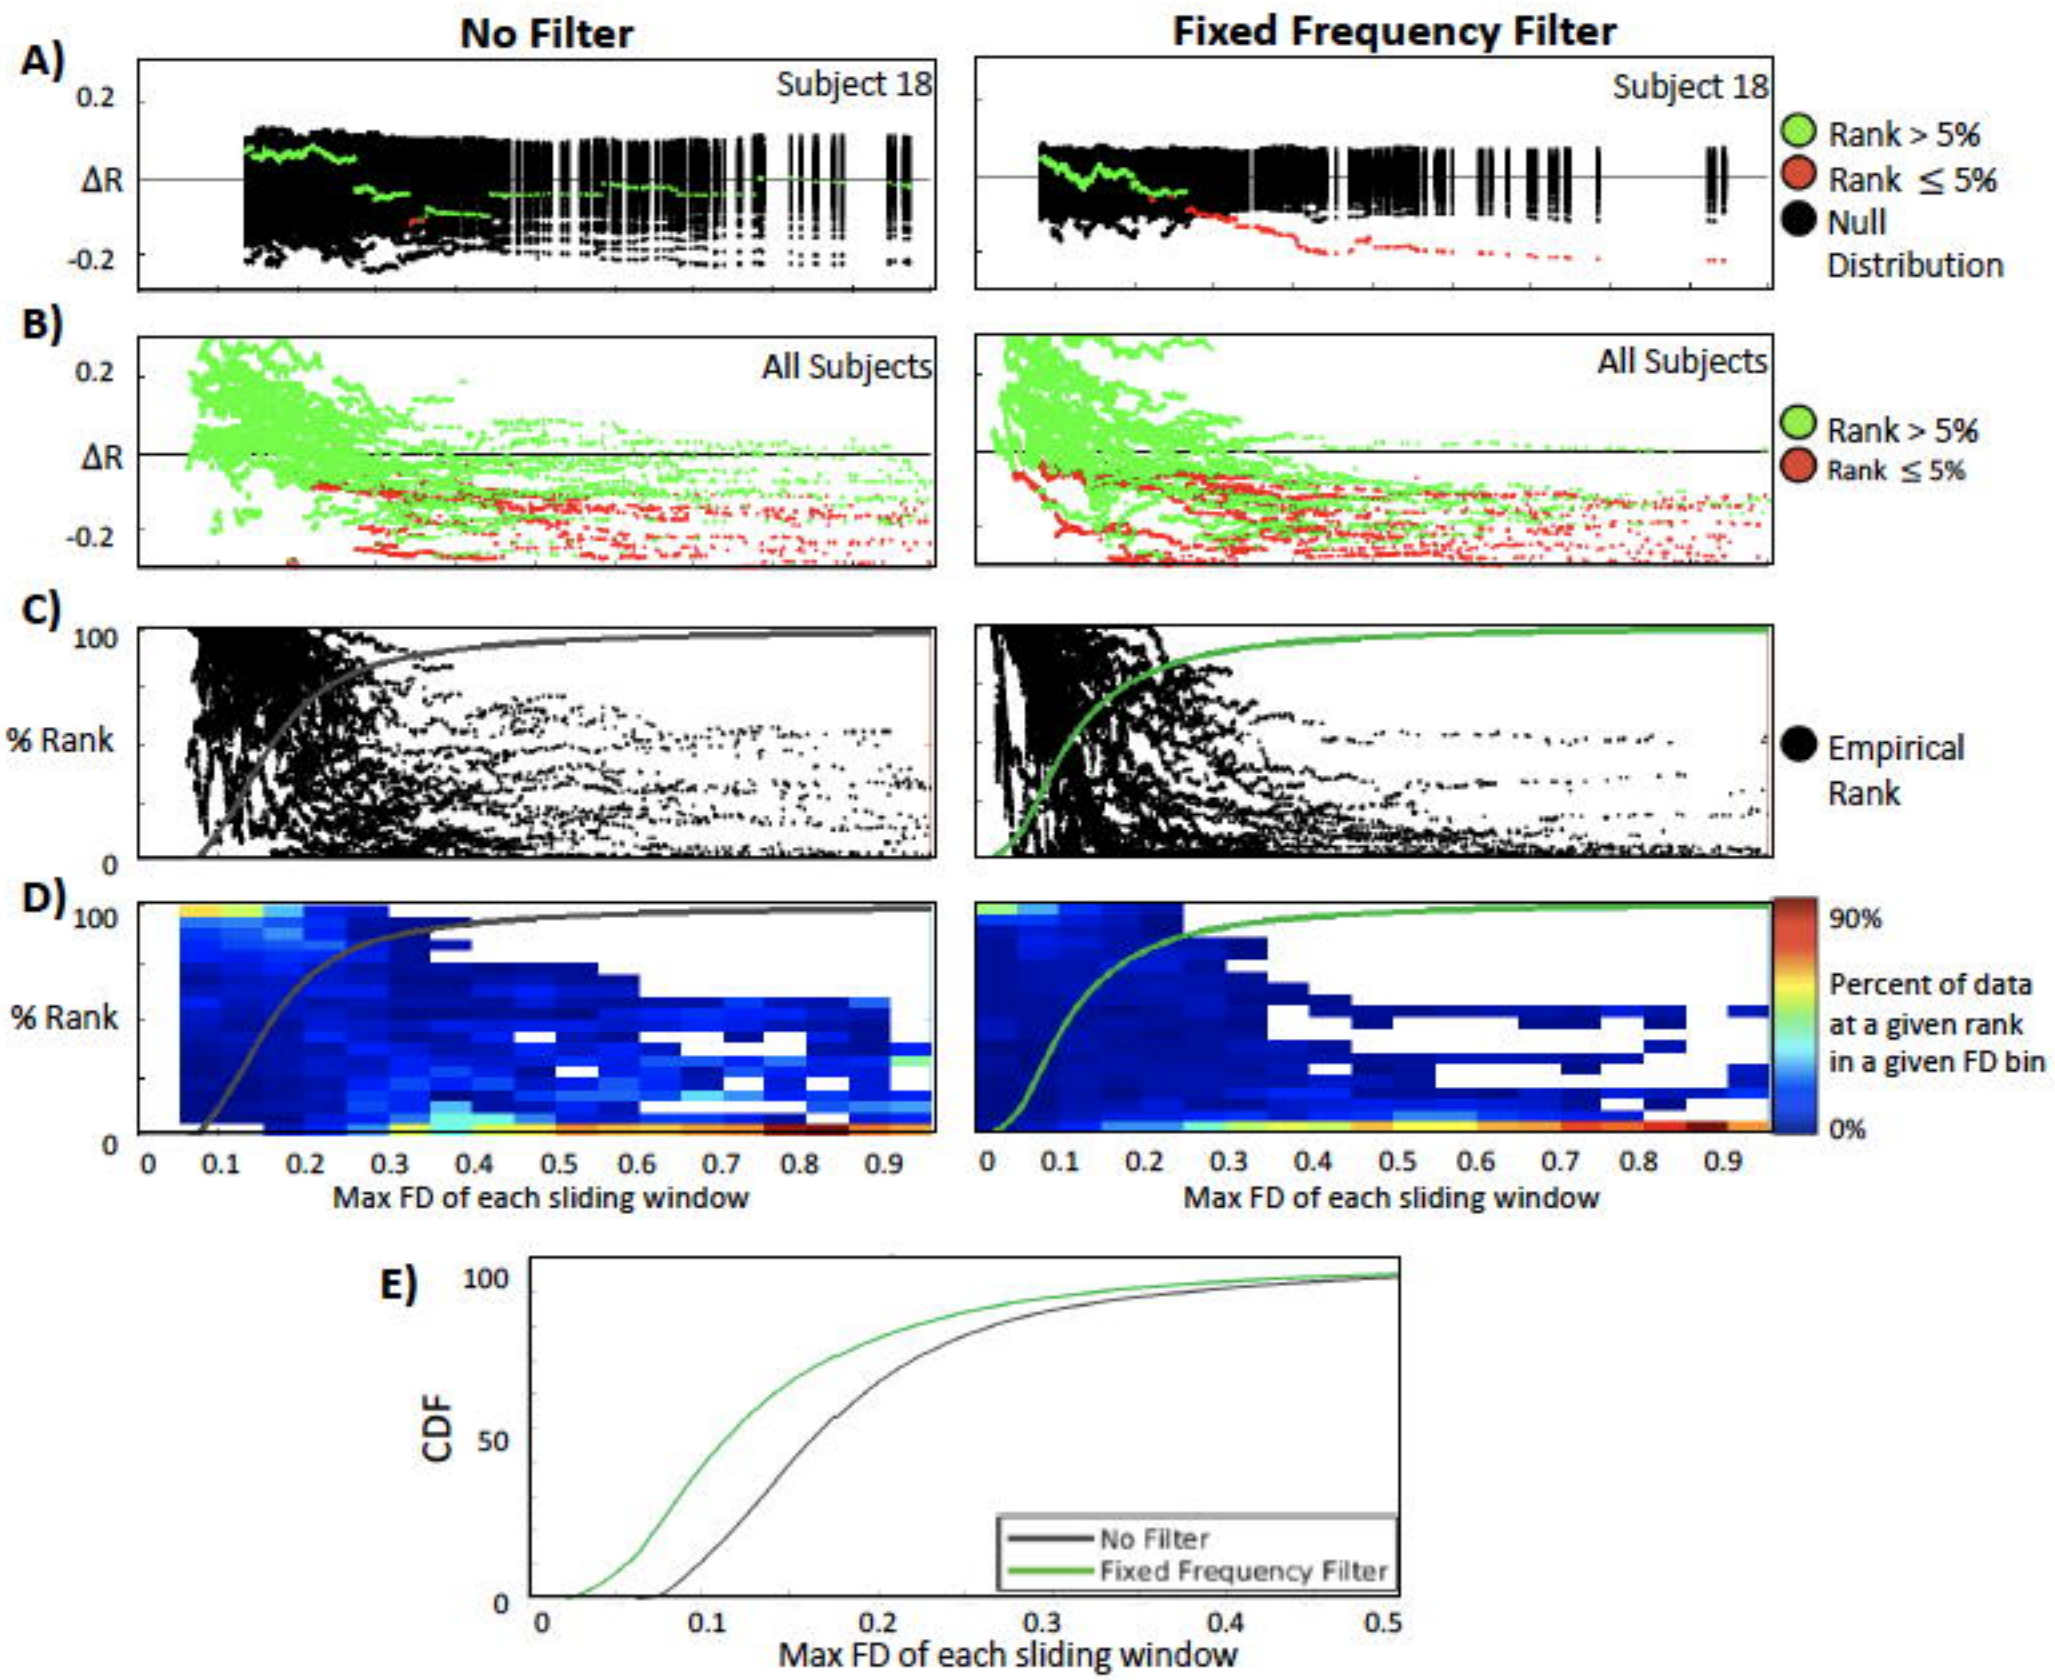 No Filter
Fixed Frequency Filter
A)
Subject 18
Subject 18
0.2
ΔR
-0.2
Rank > 5%
Rank ≤ 5%
Null
Distribution
B)
All Subjects
All Subjects
0.2
ΔR
-0.2
Rank > 5%
Rank ≤ 5%
C)
100
% Rank
0
Empirical
Rank
D)
100
% Rank
0
90%
Percent of data
at a given rank
in a given FD bin
0%
0 0.1 0.2 0.3 0.4 0.5 0.6 0.7 0.8 0.9
0 0.1 0.2 0.3 0.4 0.5 0.6 0.7 0.8 0.9
Max FD of each sliding window
Max FD of each sliding window
E)
100
CDF
50
0
No Filter
Fixed Frequency Filter
0 0.1 0.2 0.3 0.4 0.5
Max FD of each sliding window